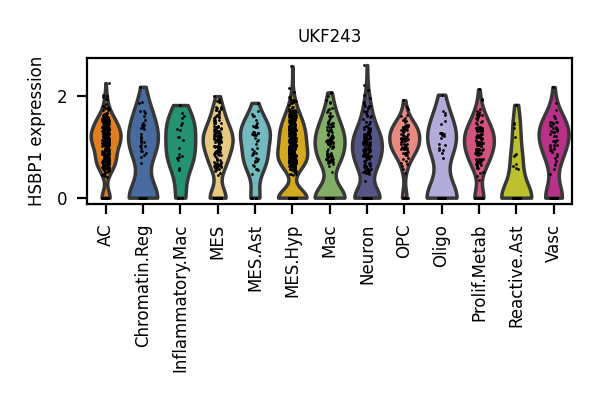 UKF243
HSBP1 expression
2
0
AC
Chromatin.Reg
Inflammatory.Mac
MES
MES.Ast
MES.Hyp
Mac
Neuron
OPC
Oligo
Prolif.Metab
Reactive.Ast
Vasc